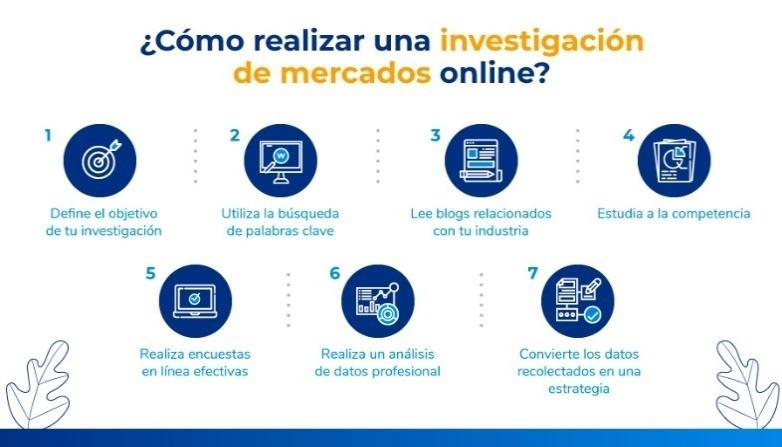 ¿Cómo realizar una investigación
de mercados online?
1
Define el objetivo
de tu investigación
2
Utiliza la búsqueda
de palabras clave
3
Lee blogs relacionados
con tu industria
4
Estudia a la competencia
5
Realiza encuestas
en línea efectivas
6
Realiza un análisis
de datos profesional
7
Convierte los datos
recolectados en una
estrategia
W